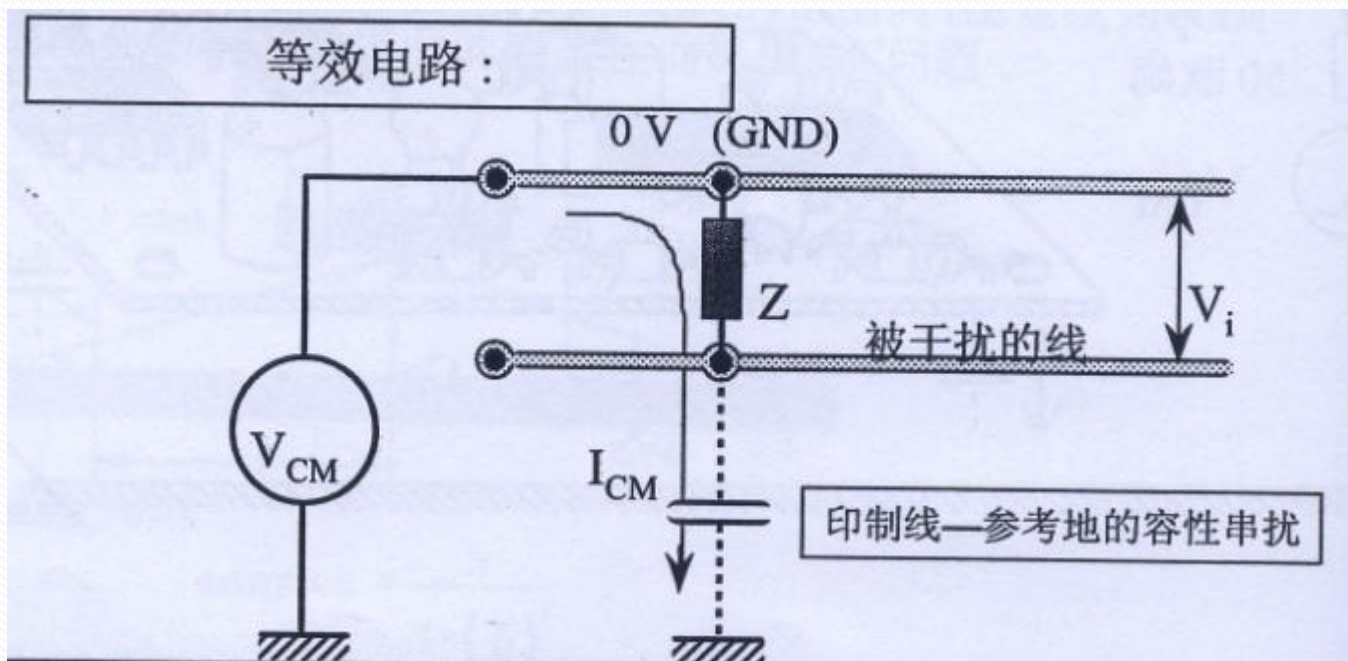 等效电路：
0 V (GND)
Z
V_i
被干扰的线
V_CM
I_CM
印制线—参考地的容性串扰